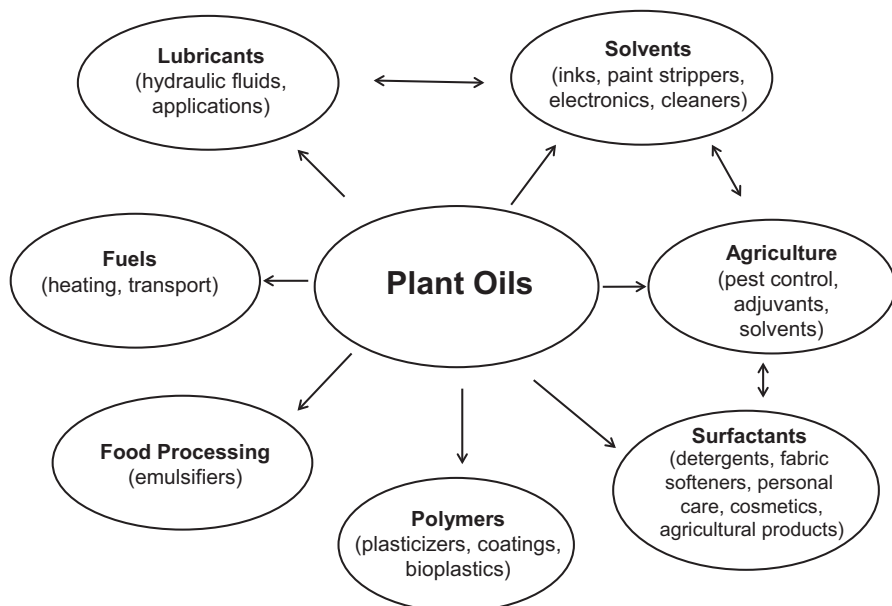 Lubricants
(hydraulic fluids,
applications)
Solvents
(inks, paint strippers,
electronics, cleaners)
Fuels
(heating, transport)
Plant Oils
Agriculture
(pest control,
adjuvants,
solvents)
Food Processing
(emulsifiers)
Polymers
(plasticizers, coatings,
bioplastics)
Surfactants
(detergents, fabric
softeners, personal
care, cosmetics,
agricultural products)